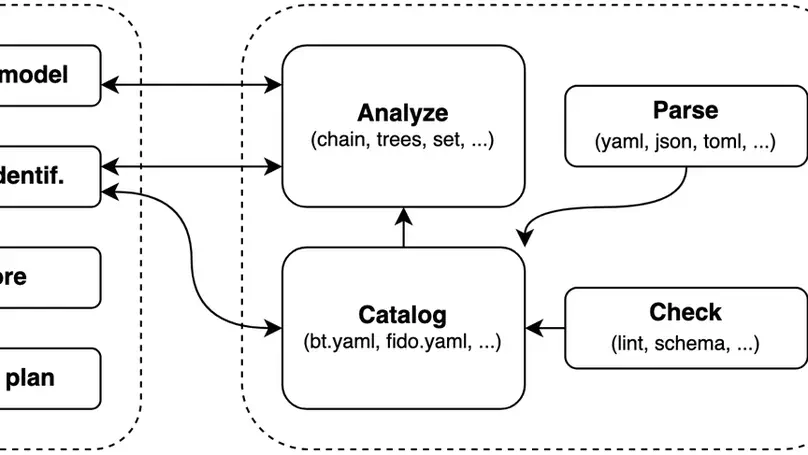 model
dentif.
ore
plan
Analyze
(chain, trees, set, ...)
Catalog
(bt.yaml, fido.yaml, ...)
Parse
(yaml, json, toml, ...)
Check
(lint, schema, ...)